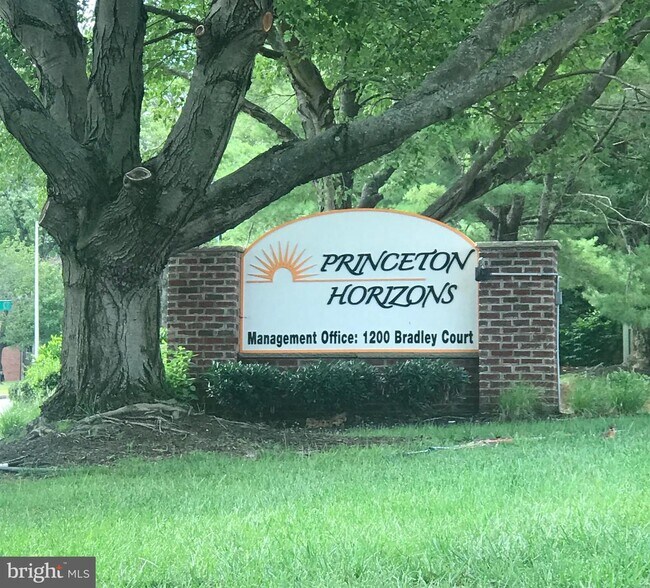 PRINCETON
HORIZONS
Management Office: 1200 Bradley Court
bright MLS